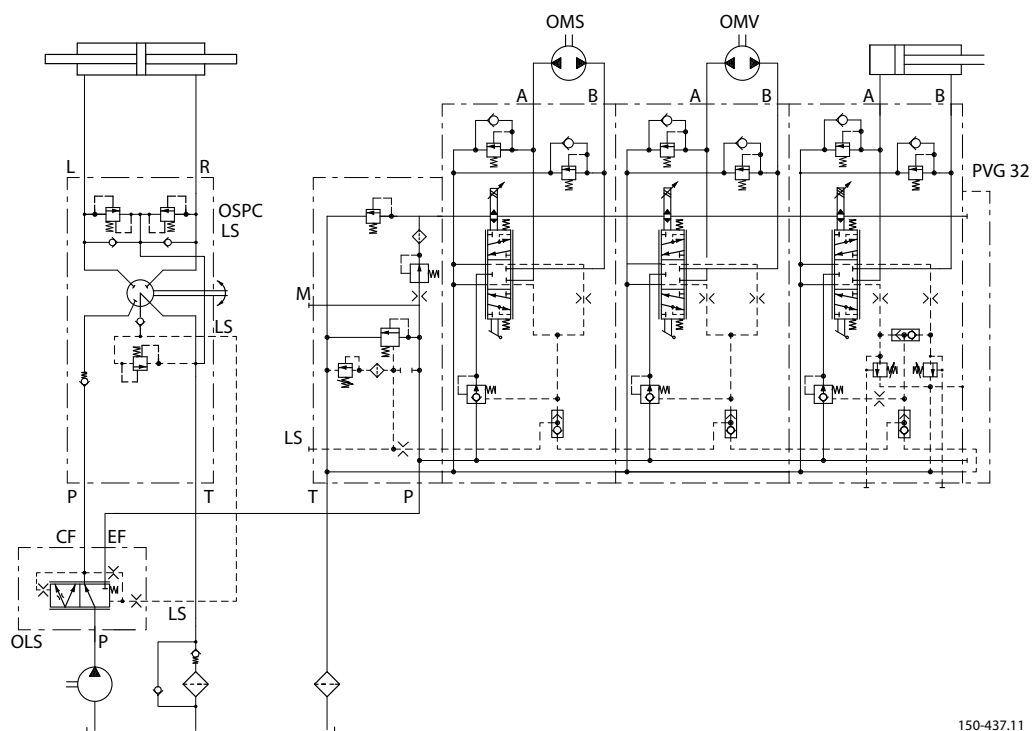 OMS
OMV
A
B
A
B
A
B
L
R
PVG 32
OSPC
LS
M
LS
LS
P
T
T
P
CF
EF
LS
OLS
P
150-437.11